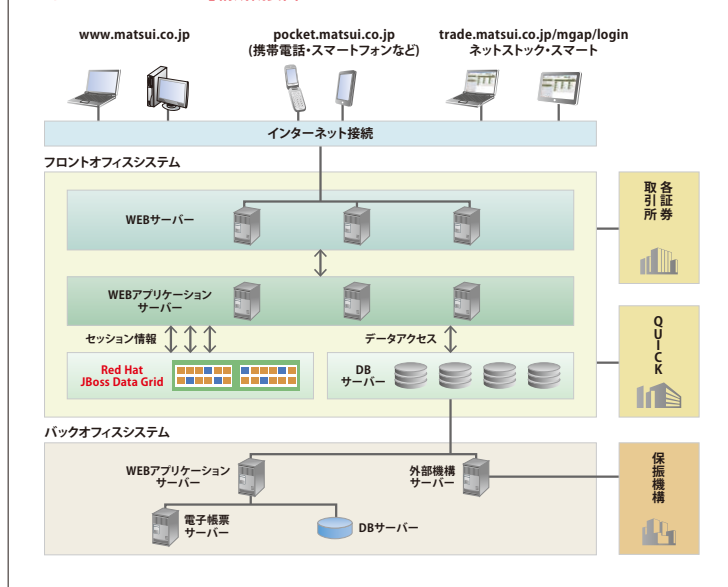 www.matsui.co.jp
pocket.matsui.co.jp
(携帯電話・スマートフォンなど)
trade.matsui.co.jp/mgap/login
ネットストック・スマート
インターネット接続
フロントオフィスシステム
WEBサーバー
WEBアプリケーション
サーバー
セッション情報
データアクセス
Red Hat
JBoss Data Grid
DB
サーバー
各証券
取引所
QUICK
バックオフィスシステム
WEBアプリケーション
サーバー
外部機構
サーバー
電子帳票
サーバー
DBサーバー
保振機構